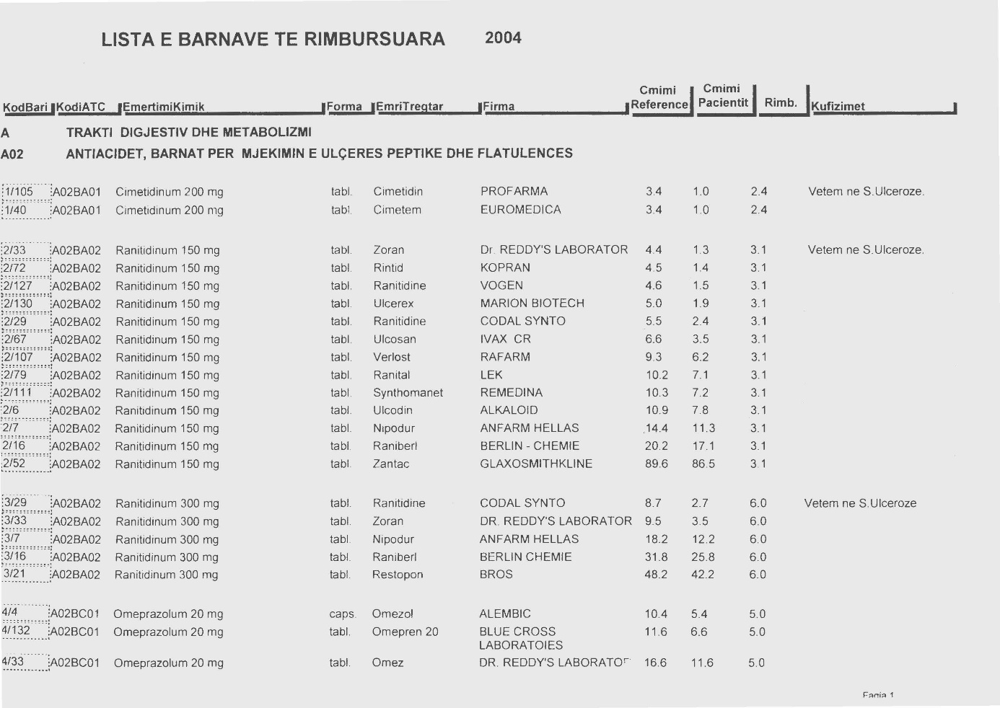 LISTA E BARNAVE TE RIMBURSUARA 2004
Cmimi Cmimi
KodBari KodiATC EmertimiKimik Forma EmriTregtar Firma Reference Pacientit Rimb. Kufizimet
A TRAKTI DIGJESTIV DHE METABOLIZMI
A02 ANTIACIDET, BARNAT PER MJEKIMIN E ULÇERES PEPTIKE DHE FLATULENCES
1/105 A02BA01 Cimetidinum 200 mg tabl. Cimetidin PROFARMA 3.4 1.0 2.4 Vetem ne S.Ulceroze.
1/40 A02BA01 Cimetidinum 200 mg tabl. Cimetem EUROMEDICA 3.4 1.0 2.4
2/33 A02BA02 Ranitidinum 150 mg tabl. Zoran Dr. REDDY'S LABORATOR 4.4 1.3 3.1 Vetem ne S.Ulceroze.
2/72 A02BA02 Ranitidinum 150 mg tabl. Rintid KOPRAN 4.5 1.4 3.1
2/127 A02BA02 Ranitidinum 150 mg tabl. Ranitidine VOGEN 4.6 1.5 3.1
2/130 A02BA02 Ranitidinum 150 mg tabl. Ulcerex MARION BIOTECH 5.0 1.9 3.1
2/29 A02BA02 Ranitidinum 150 mg tabl. Ranitidine CODAL SYNTO 5.5 2.4 3.1
2/67 A02BA02 Ranitidinum 150 mg tabl. Ulcosan IVAX CR 6.6 3.5 3.1
2/107 A02BA02 Ranitidinum 150 mg tabl. Verlost RAFARM 9.3 6.2 3.1
2/79 A02BA02 Ranitidinum 150 mg tabl. Ranital LEK 10.2 7.1 3.1
2/111 A02BA02 Ranitidinum 150 mg tabl. Synthomanet REMEDINA 10.3 7.2 3.1
2/6 A02BA02 Ranitidinum 150 mg tabl. Ulcodin ALKALOID 10.9 7.8 3.1
2/7 A02BA02 Ranitidinum 150 mg tabl. Nipodur ANFARM HELLAS 14.4 11.3 3.1
2/16 A02BA02 Ranitidinum 150 mg tabl. Raniberl BERLIN - CHEMIE 20.2 17.1 3.1
2/52 A02BA02 Ranitidinum 150 mg tabl. Zantac GLAXOSMITHKLINE 89.6 86.5 3.1
3/29 A02BA02 Ranitidinum 300 mg tabl. Ranitidine CODAL SYNTO 8.7 2.7 6.0 Vetem ne S.Ulceroze
3/33 A02BA02 Ranitidinum 300 mg tabl. Zoran DR. REDDY'S LABORATOR 9.5 3.5 6.0
3/7 A02BA02 Ranitidinum 300 mg tabl. Nipodur ANFARM HELLAS 18.2 12.2 6.0
3/16 A02BA02 Ranitidinum 300 mg tabl. Raniberl BERLIN CHEMIE 31.8 25.8 6.0
3/21 A02BA02 Ranitidinum 300 mg tabl. Restopon BROS 48.2 42.2 6.0
4/4 A02BC01 Omeprazolum 20 mg caps. Omezol ALEMBIC 10.4 5.4 5.0
4/132 A02BC01 Omeprazolum 20 mg tabl. Omepren 20 BLUE CROSS 11.6 6.6 5.0
LABORATOIES
4/33 A02BC01 Omeprazolum 20 mg tabl. Omez DR. REDDY'S LABORATOR 16.6 11.6 5.0
Faqja 1